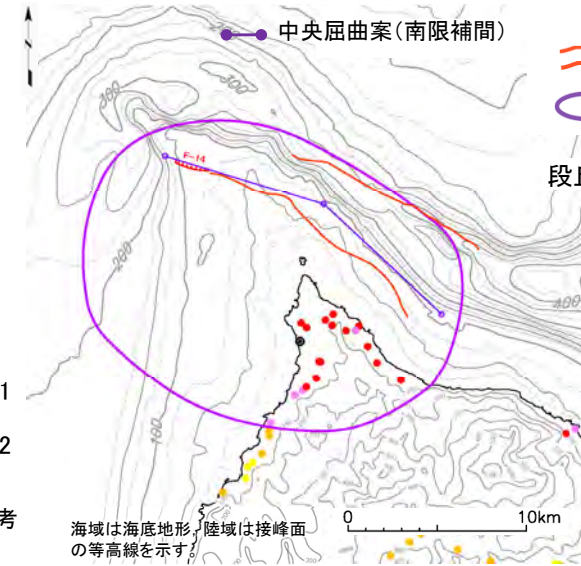 中央屈曲案(南限補間)
300
300
F-14
段丘
200
400
1
100
2
考
0 10km
海域は海底地形,陸域は接峰面
の等高線を示す。